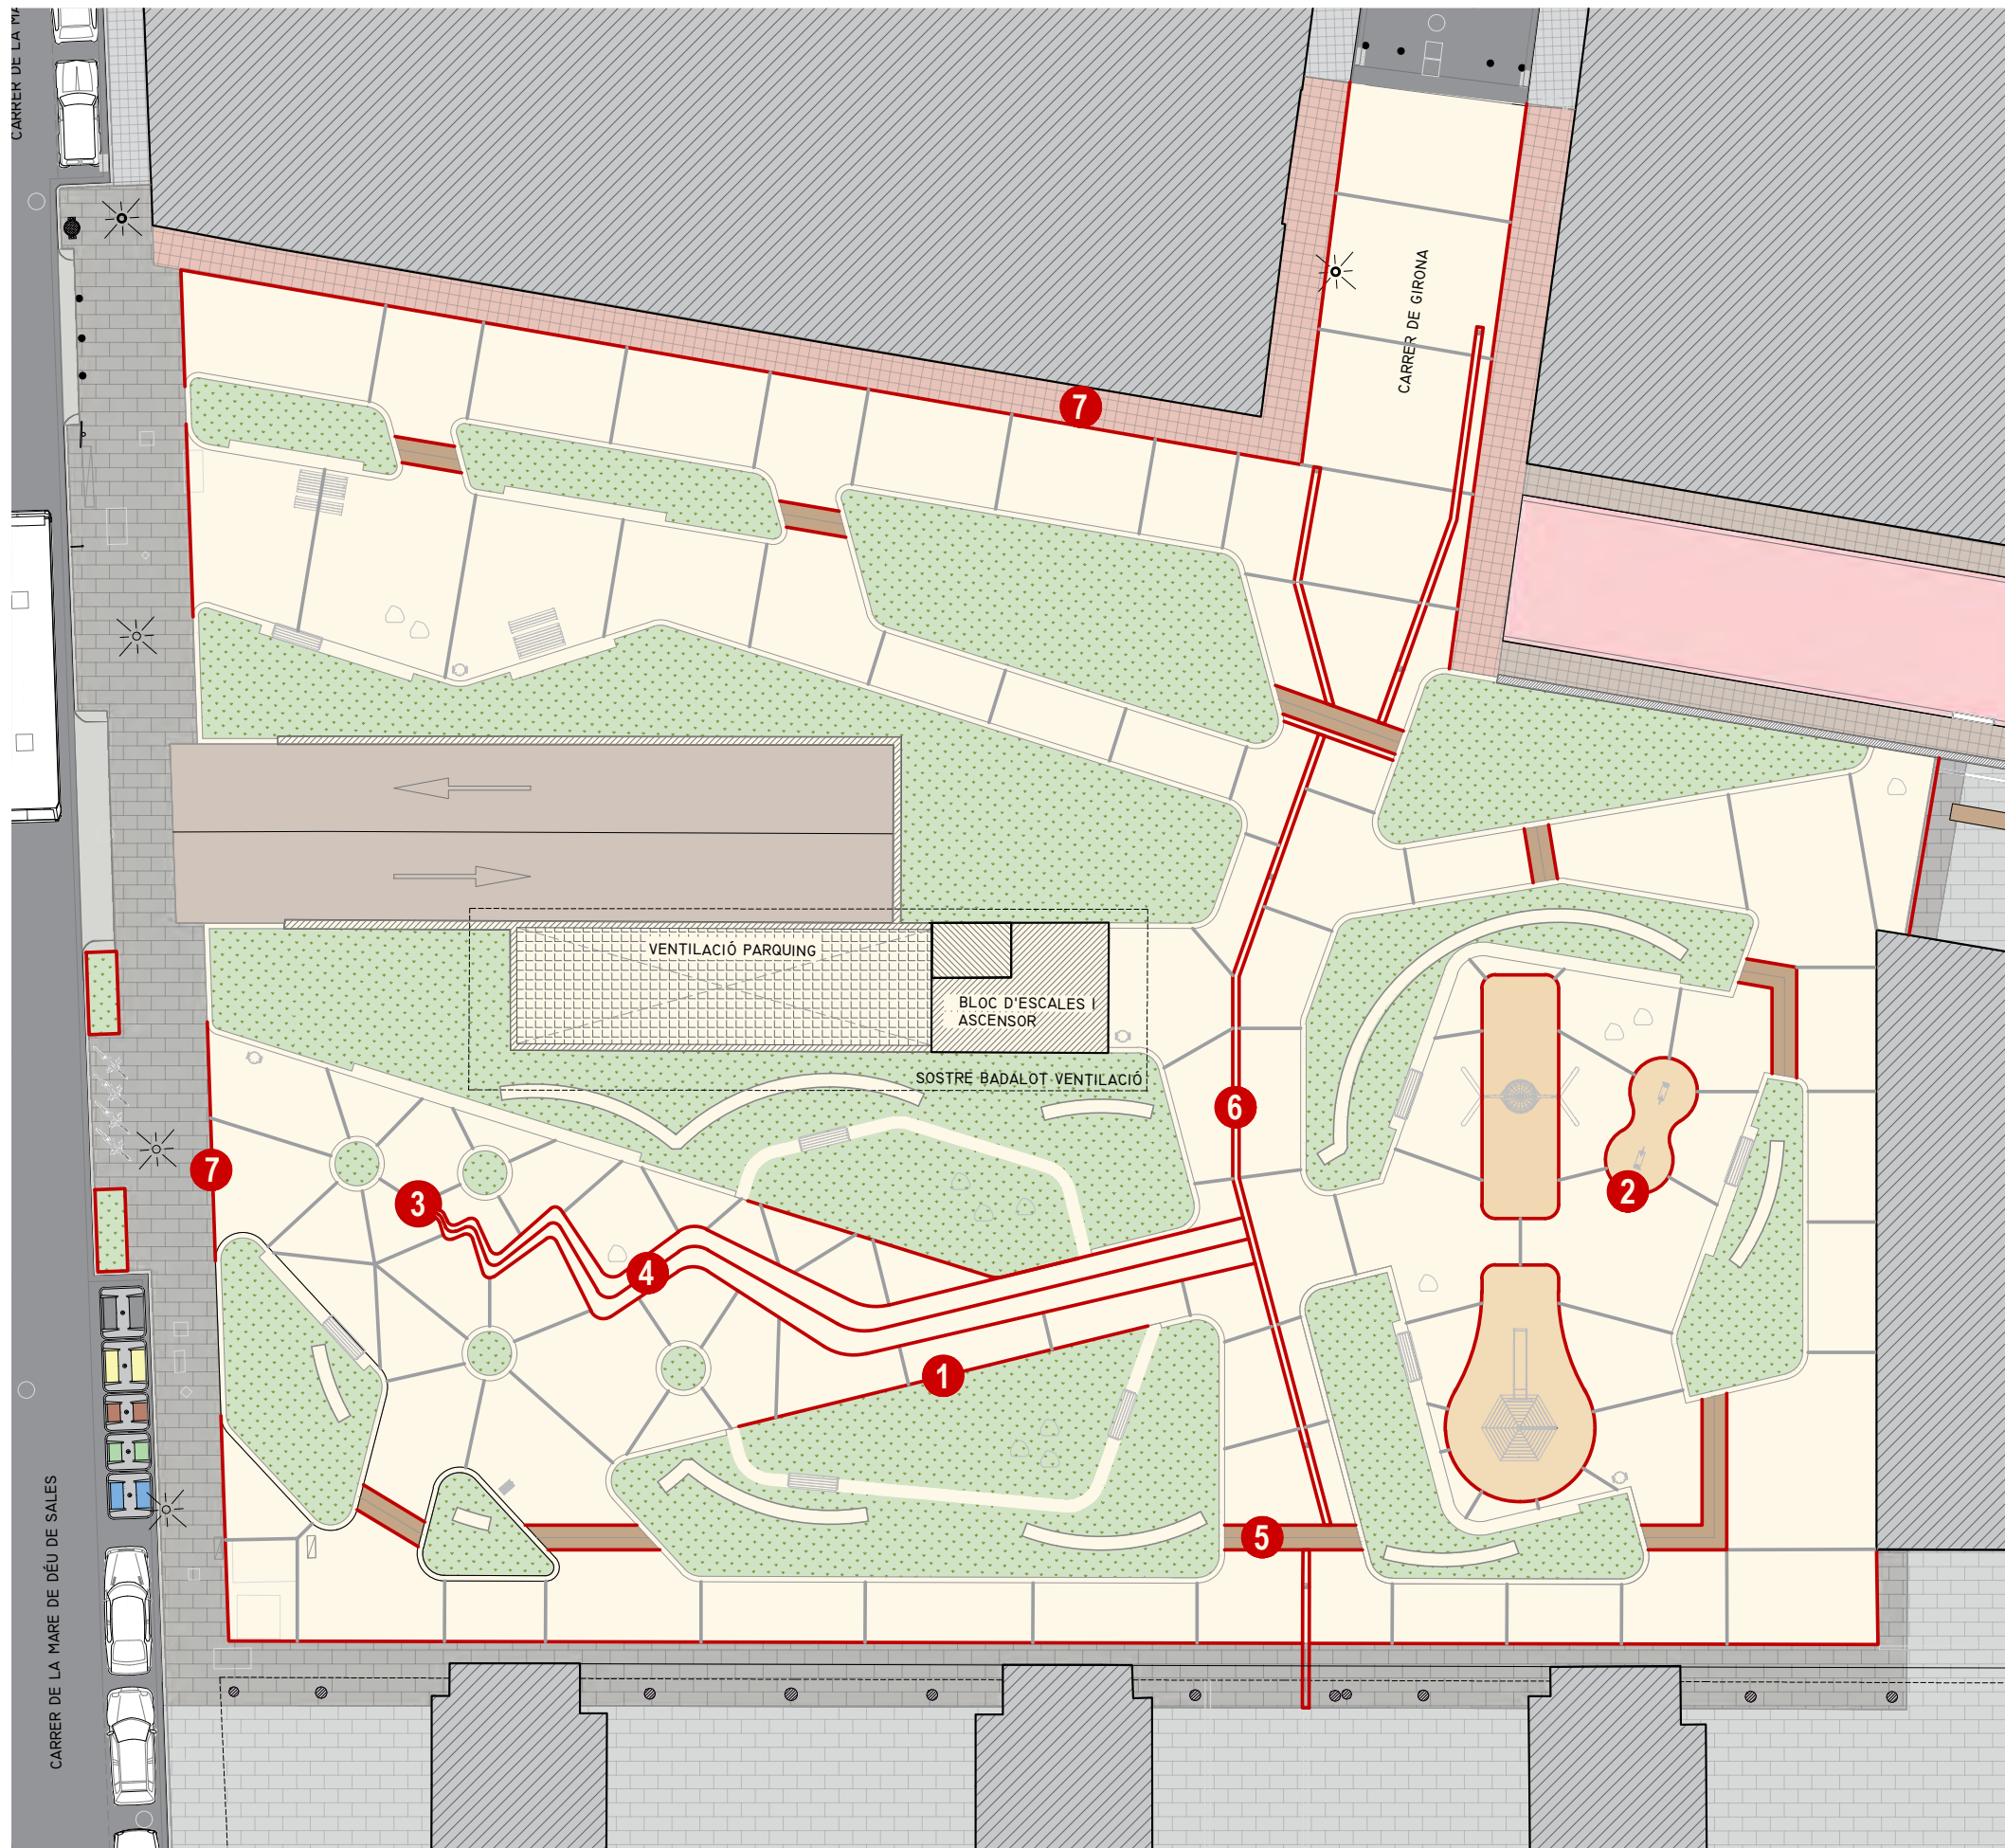 CARRER DE LA MA
CARRER DE GIRONA
7
VENTILACIÓ PARQUING
BLOC D'ESCALES I
ASCENSOR
SOSTRE BADALOT VENTILACIÓ
6
7
3
2
4
1
5
CARRER DE LA MARE DE DÉU DE SALES